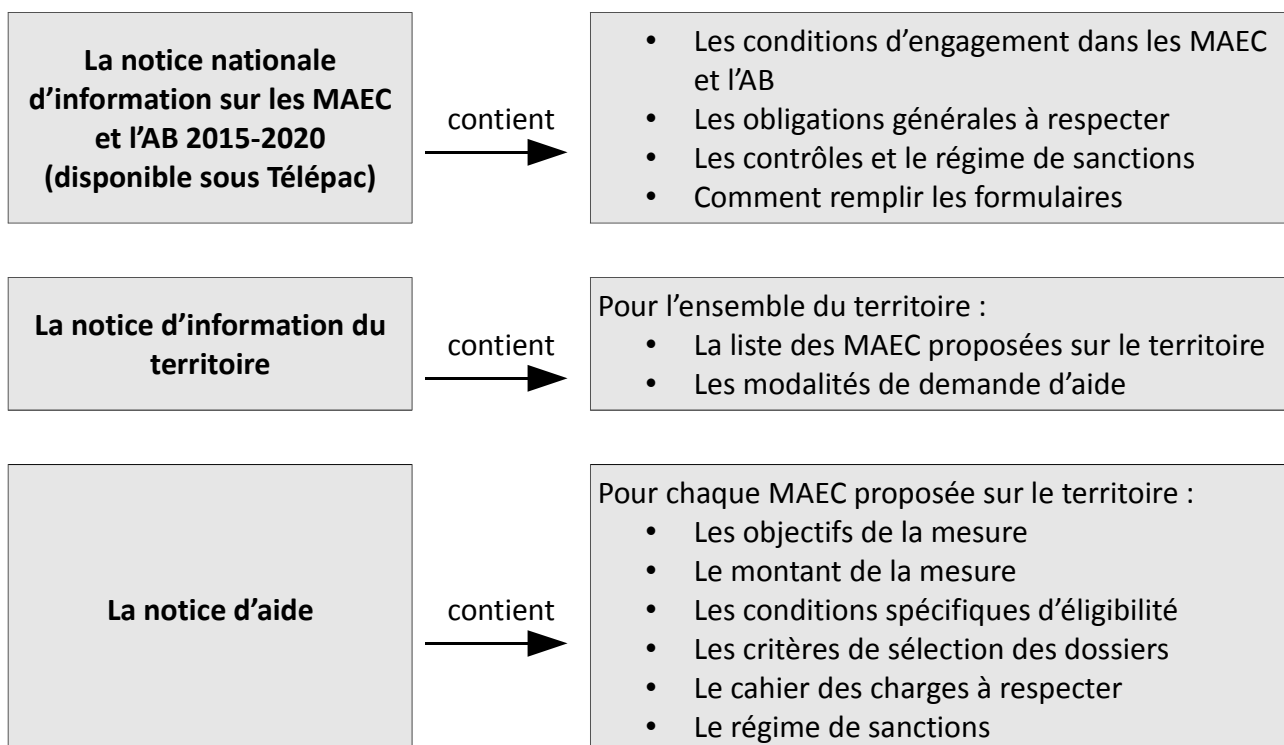 La notice nationale
d’information sur les MAEC
et l’AB 2015-2020
(disponible sous Télépac)
contient
• Les conditions d’engagement dans les MAEC
et l’AB
• Les obligations générales à respecter
• Les contrôles et le régime de sanctions
• Comment remplir les formulaires
La notice d’information du
territoire
contient
Pour l’ensemble du territoire :
• La liste des MAEC proposées sur le territoire
• Les modalités de demande d’aide
La notice d’aide
contient
Pour chaque MAEC proposée sur le territoire :
• Les objectifs de la mesure
• Le montant de la mesure
• Les conditions spécifiques d’éligibilité
• Les critères de sélection des dossiers
• Le cahier des charges à respecter
• Le régime de sanctions